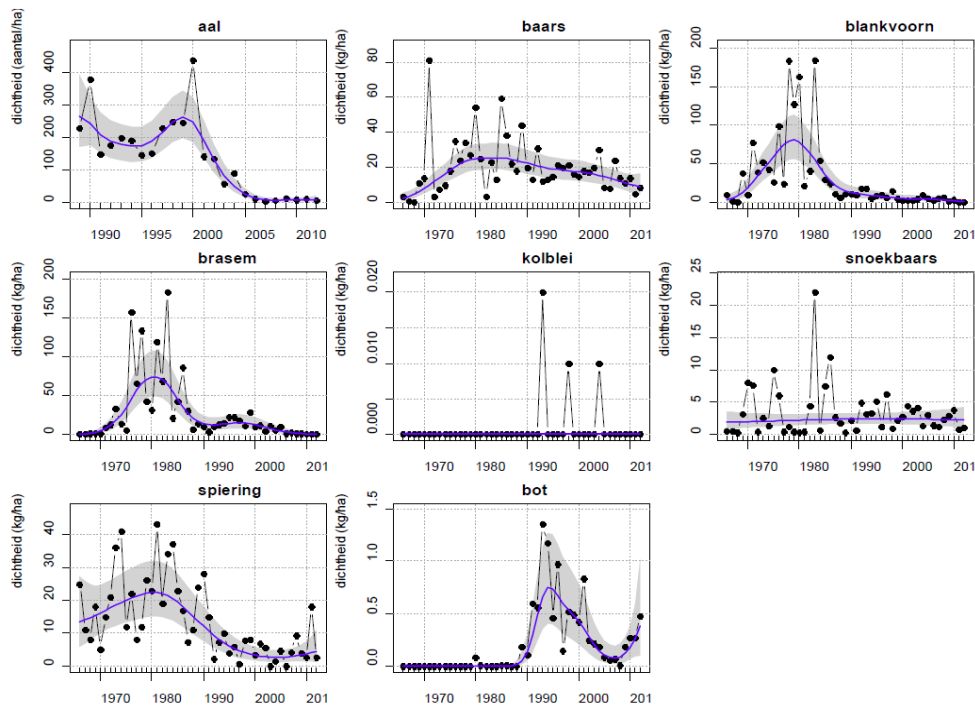 aal
dichtheid (aantal/ha)
0 100 200 300 400
1990 1995 2000 2005 2010
baars
dichtheid (kg/ha)
0 20 40 60 80
1970 1980 1990 2000 201
blankvoorn
dichtheid (kg/ha)
0 50 100 150 200
1970 1980 1990 2000 201
brasem
dichtheid (kg/ha)
0 50 100 150 200
1970 1980 1990 2000 201
kolblei
dichtheid (kg/ha)
0.000 0.010 0.020
1970 1980 1990 2000 201
snoekbaars
dichtheid (kg/ha)
0 5 10 15 20 25
1970 1980 1990 2000 201
spiering
dichtheid (kg/ha)
0 10 20 30 40
1970 1980 1990 2000 201
bot
dichtheid (kg/ha)
0.0 0.5 1.0 1.5
1970 1980 1990 2000 201